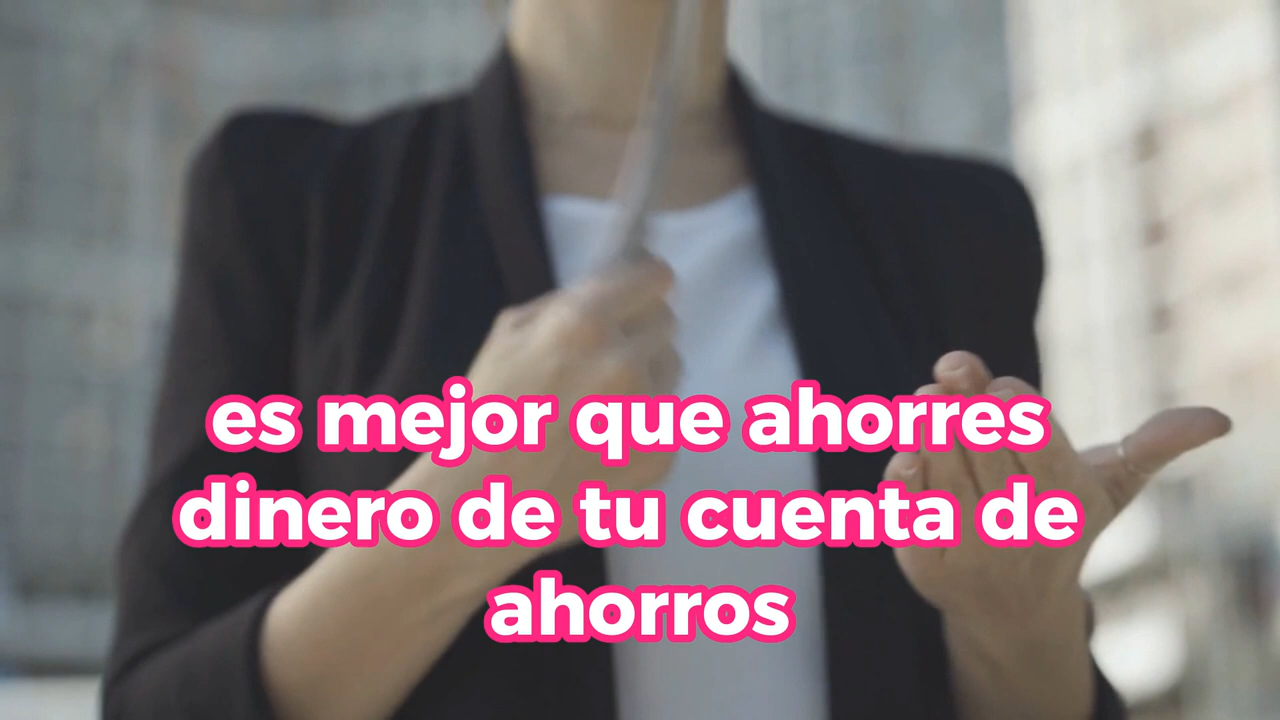 es mejor que ahorres
dinero de tu cuenta de
ahorros